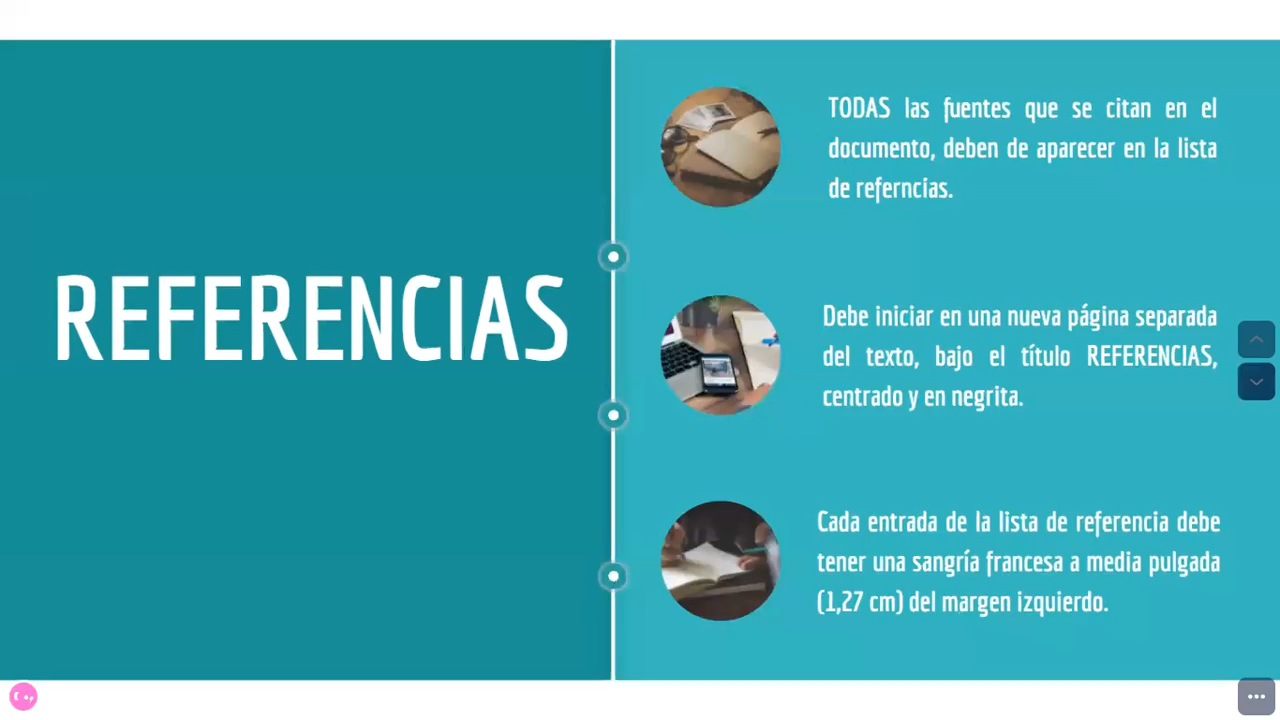 REFERENCIAS
TODAS las fuentes que se citan en el
documento, deben de aparecer en la lista
de referncias.
Debe iniciar en una nueva página separada
del texto, bajo el título REFERENCIAS,
centrado y en negrita.
Cada entrada de la lista de referencia debe
tener una sangría francesa a media pulgada
(1,27 cm) del margen izquierdo.